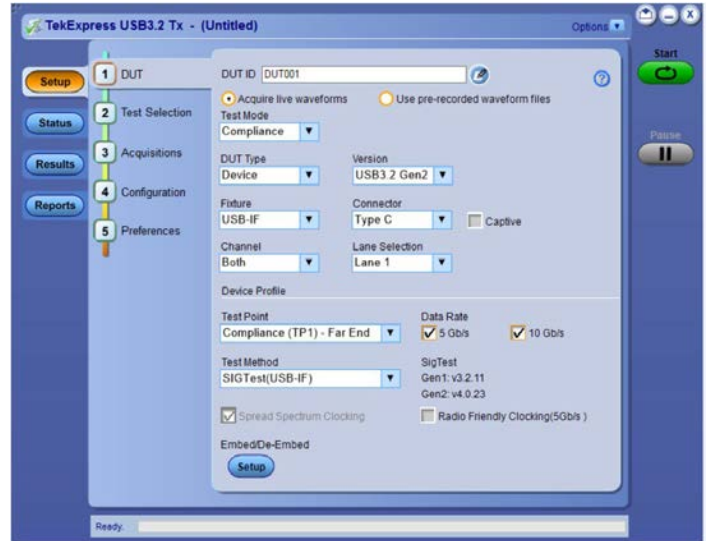 TekExpress USB3.2 Tx - (Untitled)
Options
Start
Pause
Setup
Status
Results
Reports
1 DUT
2 Test Selection
3 Acquisitions
4 Configuration
5 Preferences
DUT ID DUT001
?
Acquire live waveforms Use pre-recorded waveform files
Test Mode
Compliance
DUT Type Version
Device USB3.2 Gen2
Fixture Connector
USB-IF Type C Captive
Channel Lane Selection
Both Lane 1
Device Profile
Test Point Data Rate
Compliance (TP1) - Far End 5 Gb/s 10 Gb/s
Test Method SigTest
SIGTest(USB-IF) Gen1: v3.2.11
Gen2: v4.0.23
Spread Spectrum Clocking Radio Friendly Clocking(5Gb/s )
Embed/De-Embed
Setup
Ready.